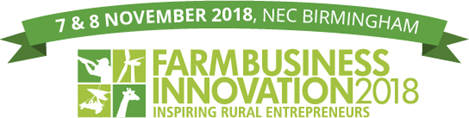 7 & 8 NOVEMBER 2018, NEC BIRMINGHAM
FARMBUSINESS
INNOVATION2018
INSPIRING RURAL ENTREPRENEURS